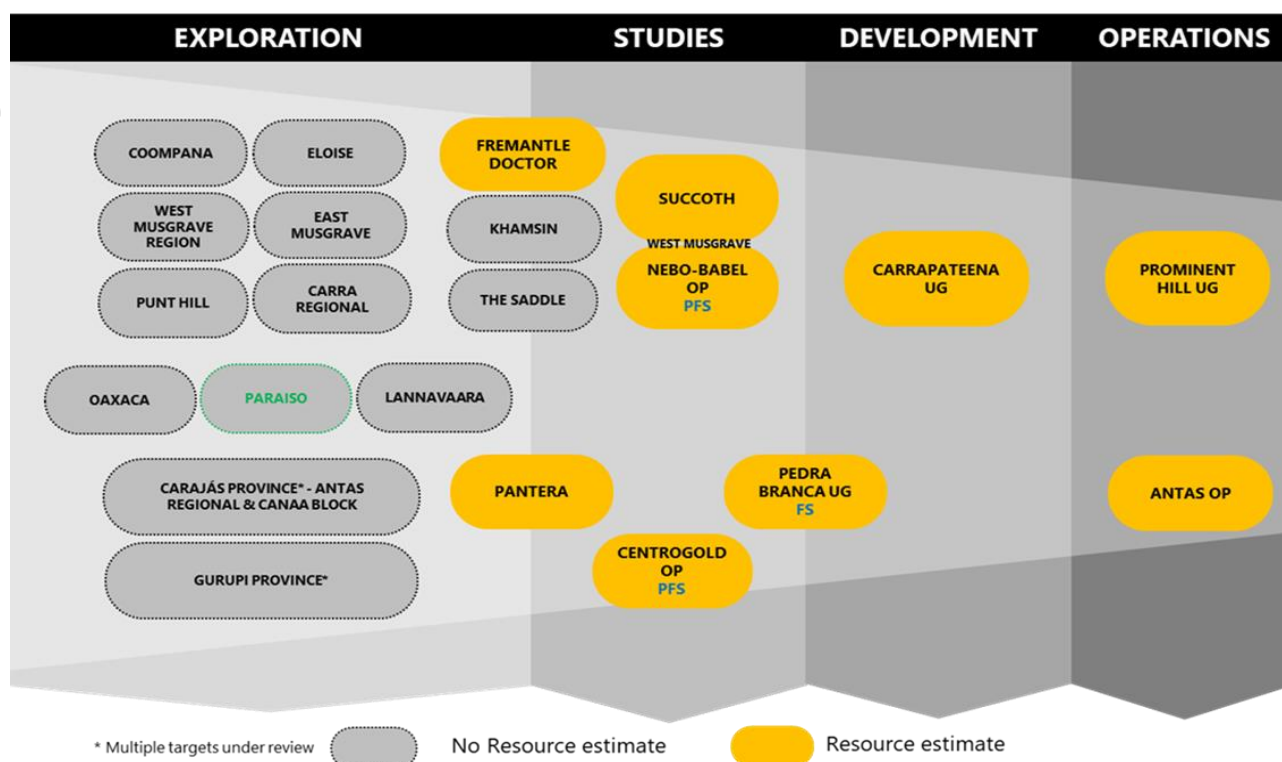 EXPLORATION
STUDIES
DEVELOPMENT
OPERATIONS
COOMPANA
ELOISE
FREMANTLE
DOCTOR
SUCCOTH
WEST
MUSGRAVE
REGION
EAST
MUSGRAVE
KHAMSIN
WEST MUSGRAVE
NEBO-BABEL
OP
PFS
CARRAPATEENA
UG
PROMINENT
HILL UG
PUNT HILL
CARRA
REGIONAL
THE SADDLE
OAXACA
PARAISO
LANNAVAARA
CARAJÁS PROVINCE* - ANTAS
REGIONAL & CANAA BLOCK
PANTERA
PEDRA
BRANCA UG
FS
ANTAS OP
CENTROGOLD
OP
PFS
GURUPI PROVINCE*
* Multiple targets under review
No Resource estimate
Resource estimate